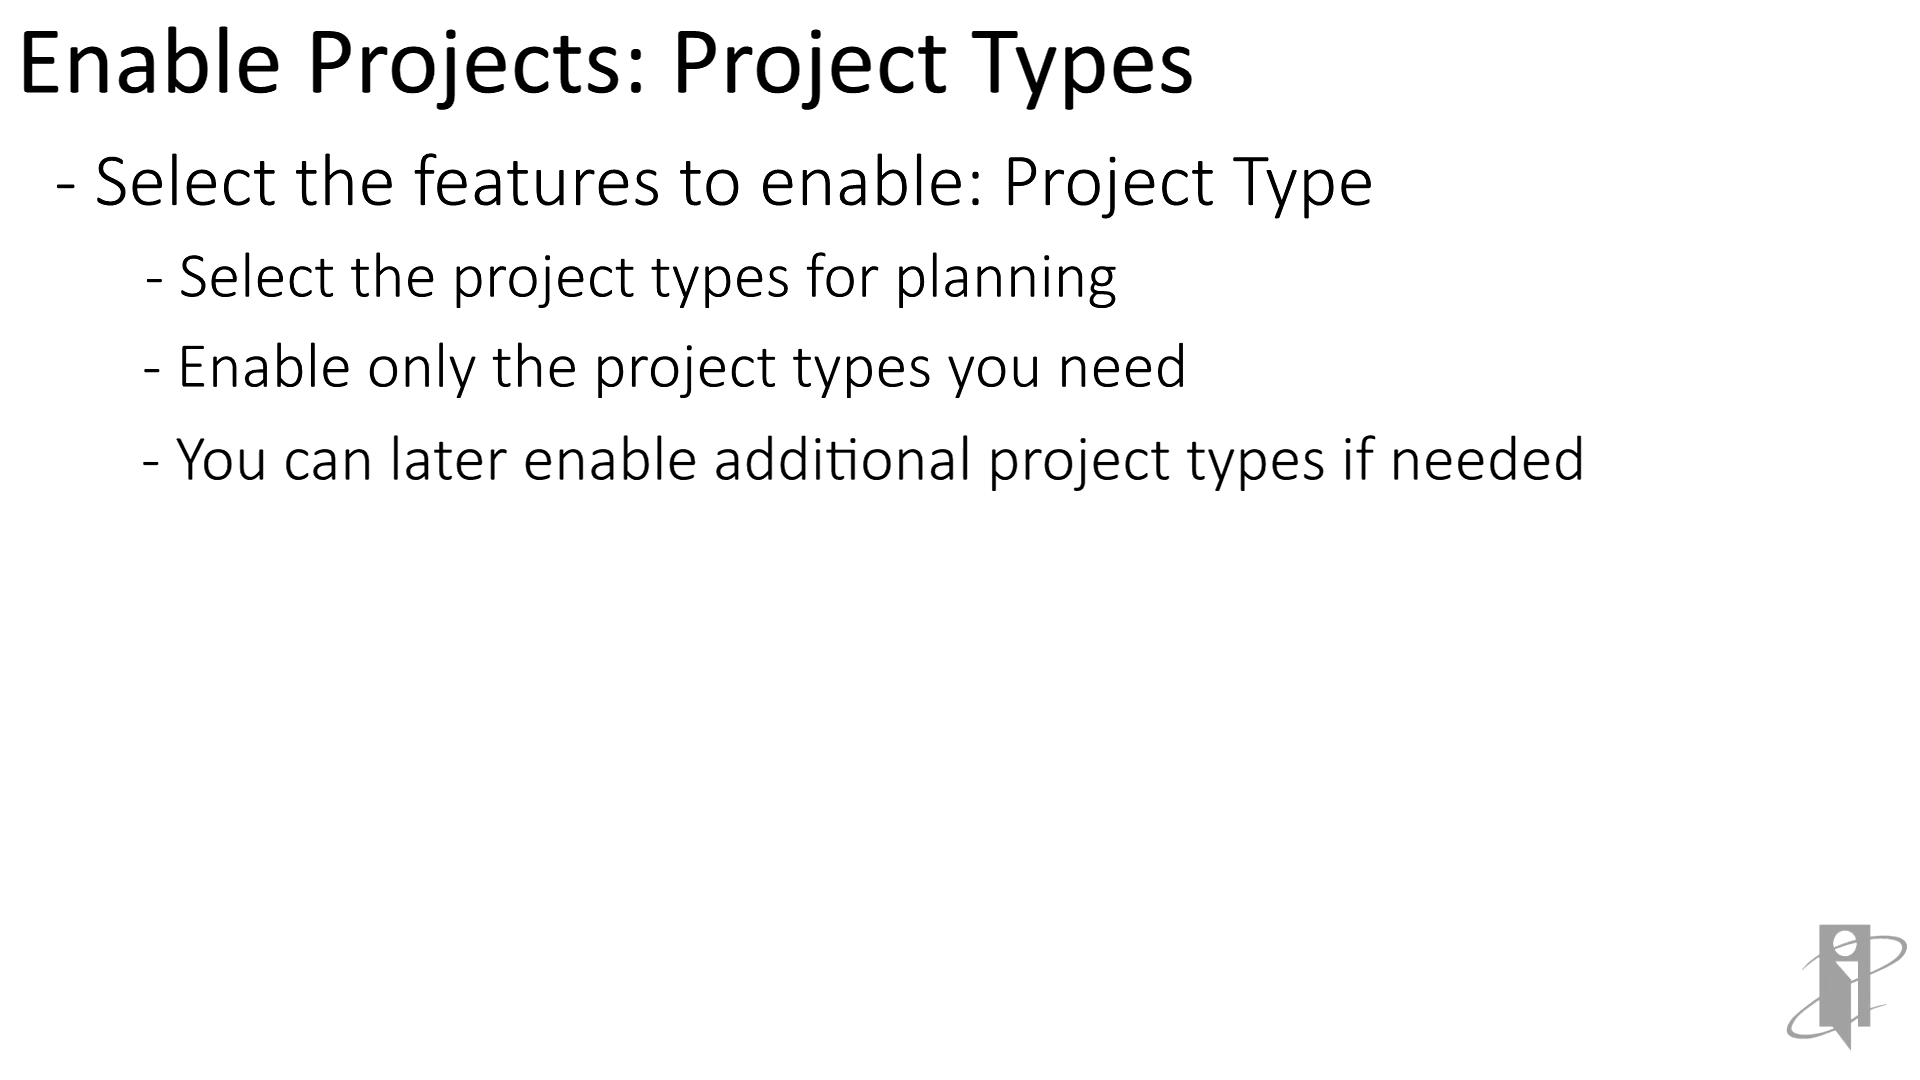 Enable Projects: Project Types
- Select the features to enable: Project Type
- Select the project types for planning
- Enable only the project types you need
- You can later enable additional project types if needed